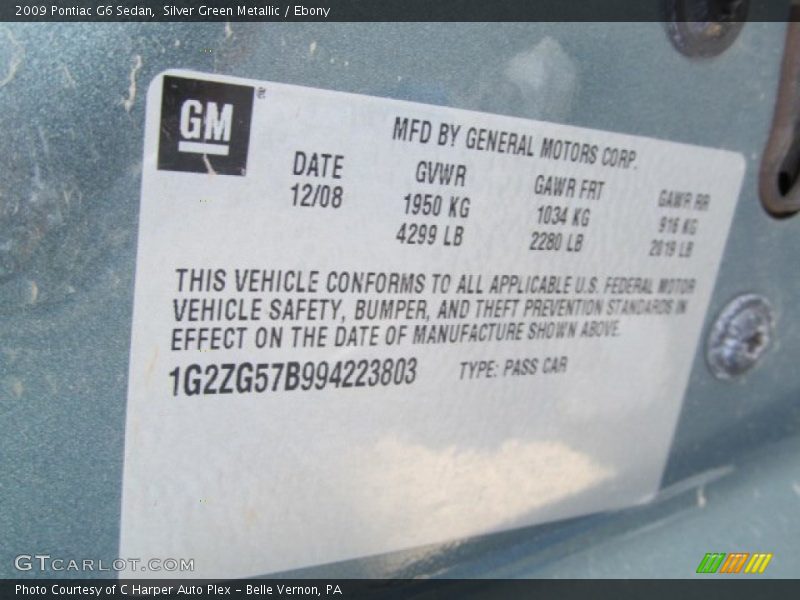 2009 Pontiac G6 Sedan, Silver Green Metallic / Ebony
GM ®
MFD BY GENERAL MOTORS CORP.
DATE GVWR GAWR FRT GAWR RR
12/08 1950 KG 1034 KG 916 KG
4299 LB 2280 LB 2019 LB
THIS VEHICLE CONFORMS TO ALL APPLICABLE U.S. FEDERAL MOTOR
VEHICLE SAFETY, BUMPER, AND THEFT PREVENTION STANDARDS IN
EFFECT ON THE DATE OF MANUFACTURE SHOWN ABOVE.
1G2ZG57B994223803 TYPE: PASS CAR
GTCARLOT.COM
Photo Courtesy of C Harper Auto Plex - Belle Vernon, PA